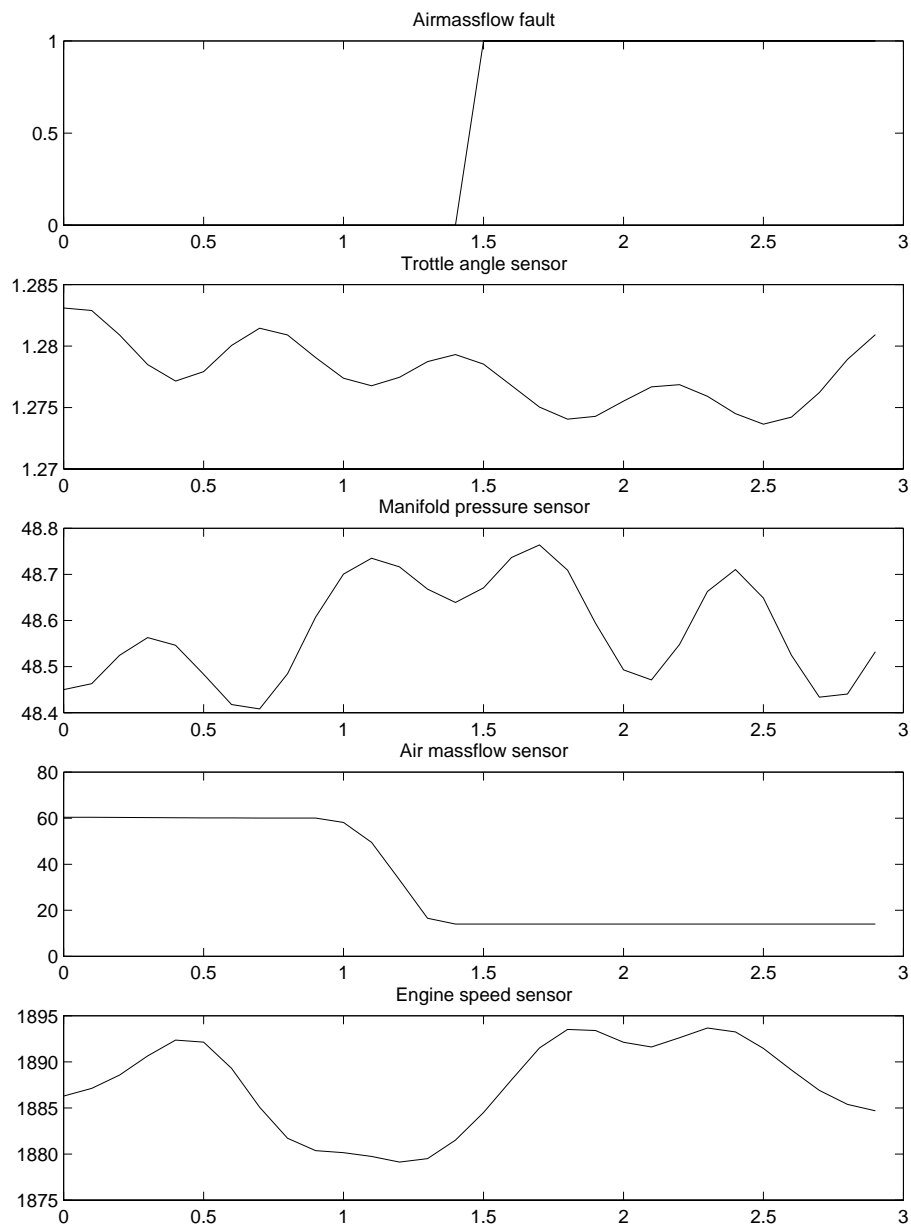 Airmassflow fault
1
0.5
0
0 0.5 1 1.5 2 2.5 3
Trottle angle sensor
1.285
1.28
1.275
1.27
0 0.5 1 1.5 2 2.5 3
Manifold pressure sensor
48.8
48.7
48.6
48.5
48.4
0 0.5 1 1.5 2 2.5 3
Air massflow sensor
80
60
40
20
0
0 0.5 1 1.5 2 2.5 3
Engine speed sensor
1895
1890
1885
1880
1875
0 0.5 1 1.5 2 2.5 3